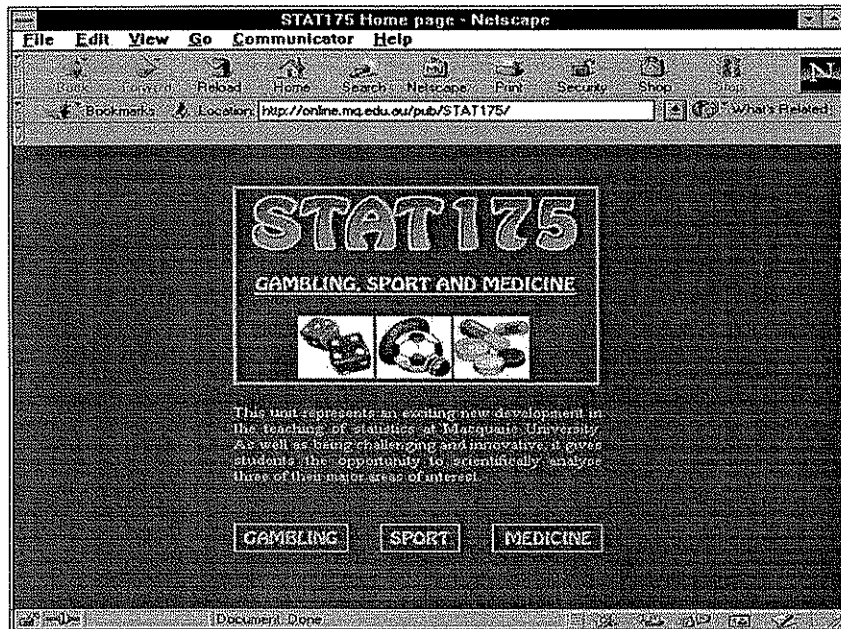 STAT175 Home page - Netscape
File Edit View Go Communicator Help
Back Forward Reload Home Search Netscape Print Security Shop Stop
Bookmarks Location: http://online.mq.edu.au/pub/STAT175/ What's Related
STAT175
GAMBLING, SPORT AND MEDICINE
This unit represents an exciting new development in
the teaching of statistics at Macquarie University.
As well as being challenging and innovative it gives
students the opportunity to scientifically analyse
three of their major areas of interest.
GAMBLING SPORT MEDICINE
Document: Done